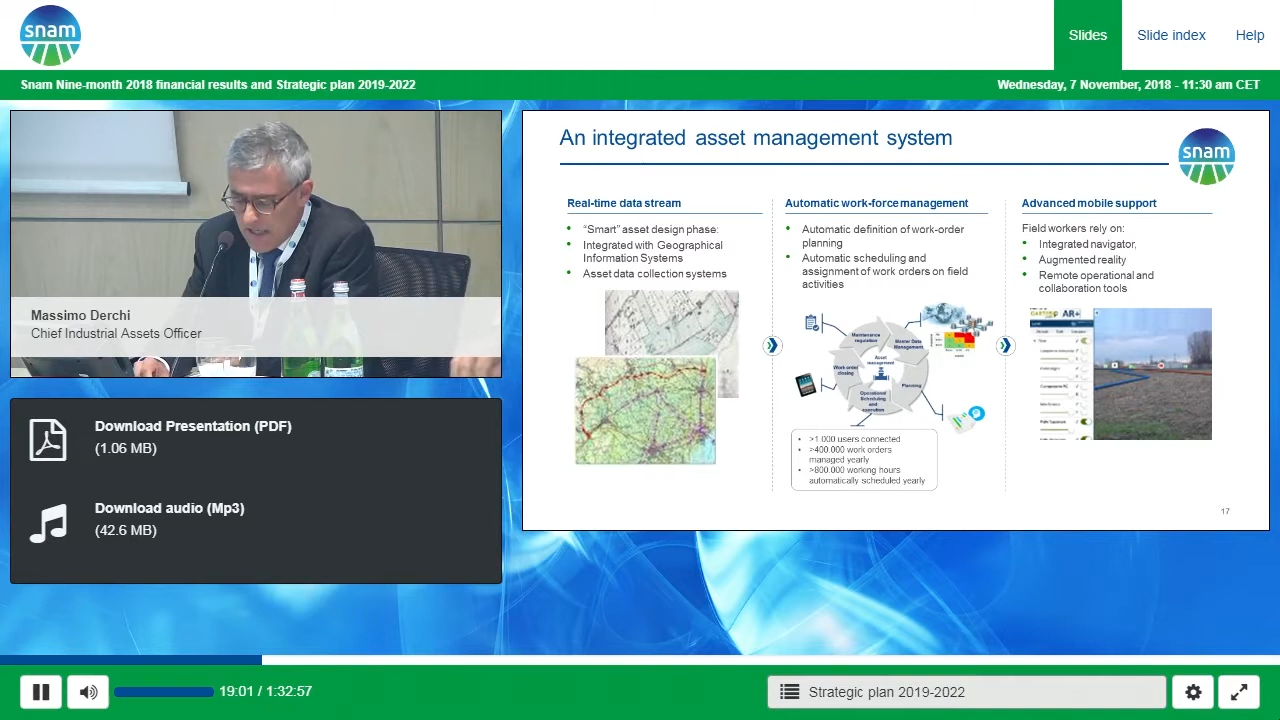 snam
Slides
Slide index
Help
Snam Nine-month 2018 financial results and Strategic plan 2019-2022
Wednesday, 7 November, 2018 - 11:30 am CET
Massimo Derchi
Chief Industrial Assets Officer
Download Presentation (PDF)
(1.06 MB)
Download audio (Mp3)
(42.6 MB)
An integrated asset management system
snam
Real-time data stream
• “Smart” asset design phase:
• Integrated with Geographical
Information Systems
• Asset data collection systems
Automatic work-force management
• Automatic definition of work-order
planning
• Automatic scheduling and
assignment of work orders on field
activities
Maintenance
regulation
Master Data
Management
Asset
management
Work order
closing
Planning
Operational
Scheduling
and
execution
• >1.000 users connected
• >400.000 work orders
managed yearly
• >800.000 working hours
automatically scheduled yearly
Advanced mobile support
Field workers rely on:
• Integrated navigator,
• Augmented reality
• Remote operational and
collaboration tools
AR+
17
19:01 / 1:32:57
Strategic plan 2019-2022